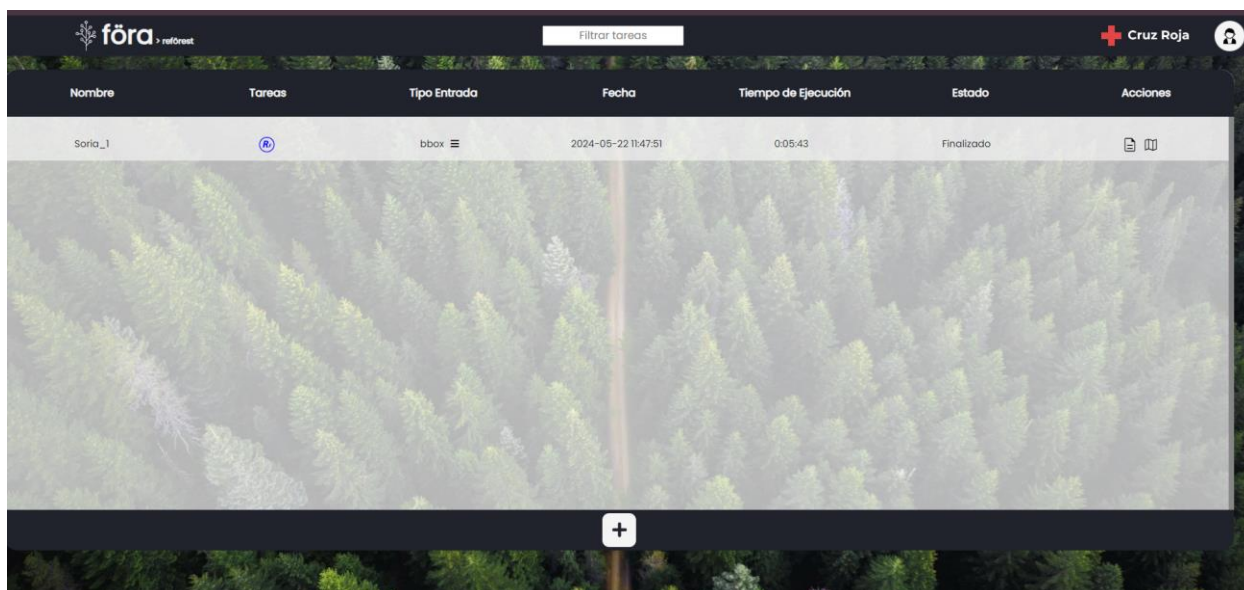 föra > reförest
Filtrar tareas
Cruz Roja
Nombre Tareas Tipo Entrada Fecha Tiempo de Ejecución Estado Acciones
Soria_1 bbox 2024-05-22 11:47:51 0:05:43 Finalizado